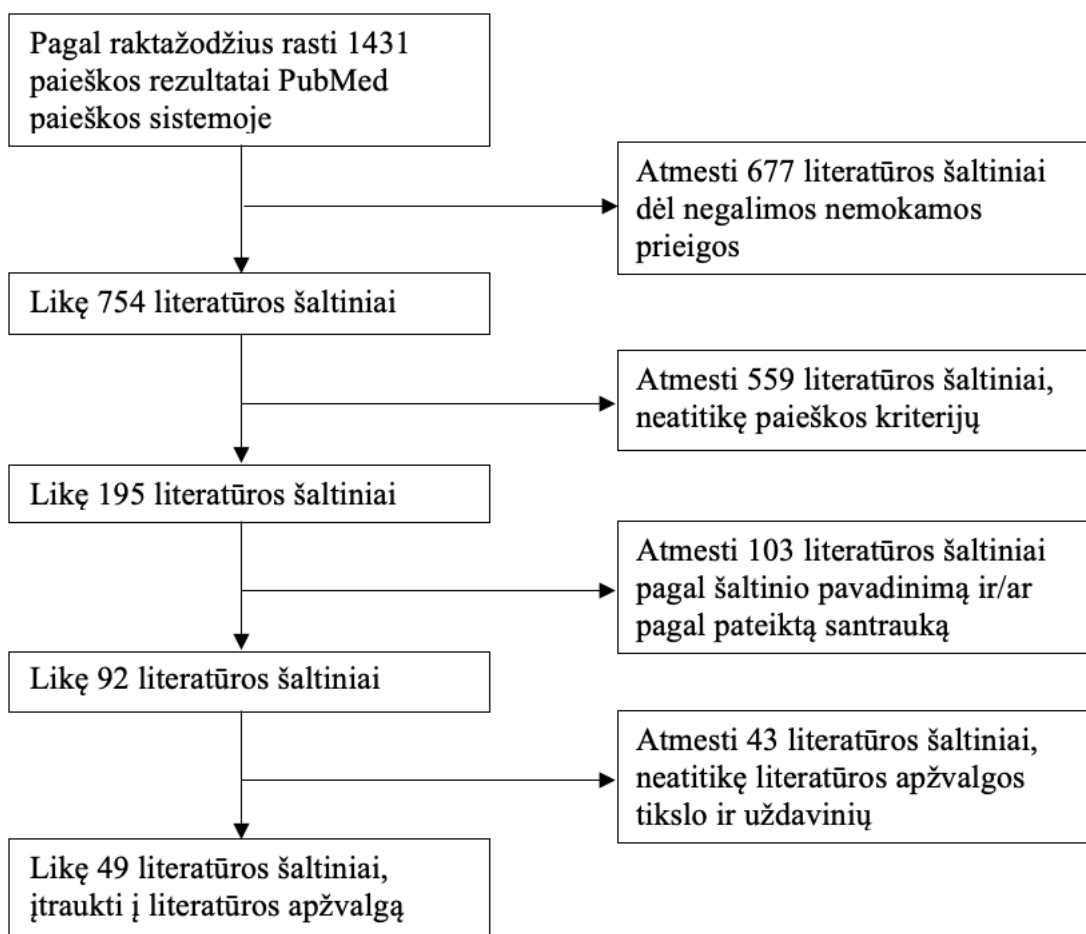 Pagal raktažodžius rasti 1431
paieškos rezultatai PubMed
paieškos sistemoje
Atmesti 677 literatūros šaltiniai
dėl negalimos nemokamos
prieigos
Likę 754 literatūros šaltiniai
Atmesti 559 literatūros šaltiniai,
neatitikę paieškos kriterijų
Likę 195 literatūros šaltiniai
Atmesti 103 literatūros šaltiniai
pagal šaltinio pavadinimą ir/ar
pagal pateiktą santrauką
Likę 92 literatūros šaltiniai
Atmesti 43 literatūros šaltiniai,
neatitikę literatūros apžvalgos
tikslo ir uždavinių
Likę 49 literatūros šaltiniai,
įtraukti į literatūros apžvalgą